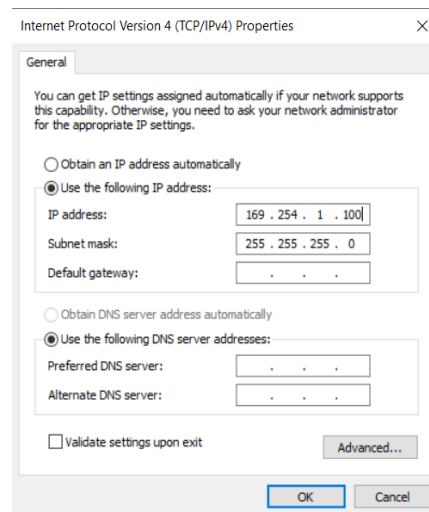 Internet Protocol Version 4 (TCP/IPv4) Properties
General
You can get IP settings assigned automatically if your network supports
this capability. Otherwise, you need to ask your network administrator
for the appropriate IP settings.
Obtain an IP address automatically
Use the following IP address:
IP address: 169 . 254 . 1 . 100
Subnet mask: 255 . 255 . 255 . 0
Default gateway: . . .
Obtain DNS server address automatically
Use the following DNS server addresses:
Preferred DNS server: . . .
Alternate DNS server: . . .
Validate settings upon exit
Advanced...
OK Cancel